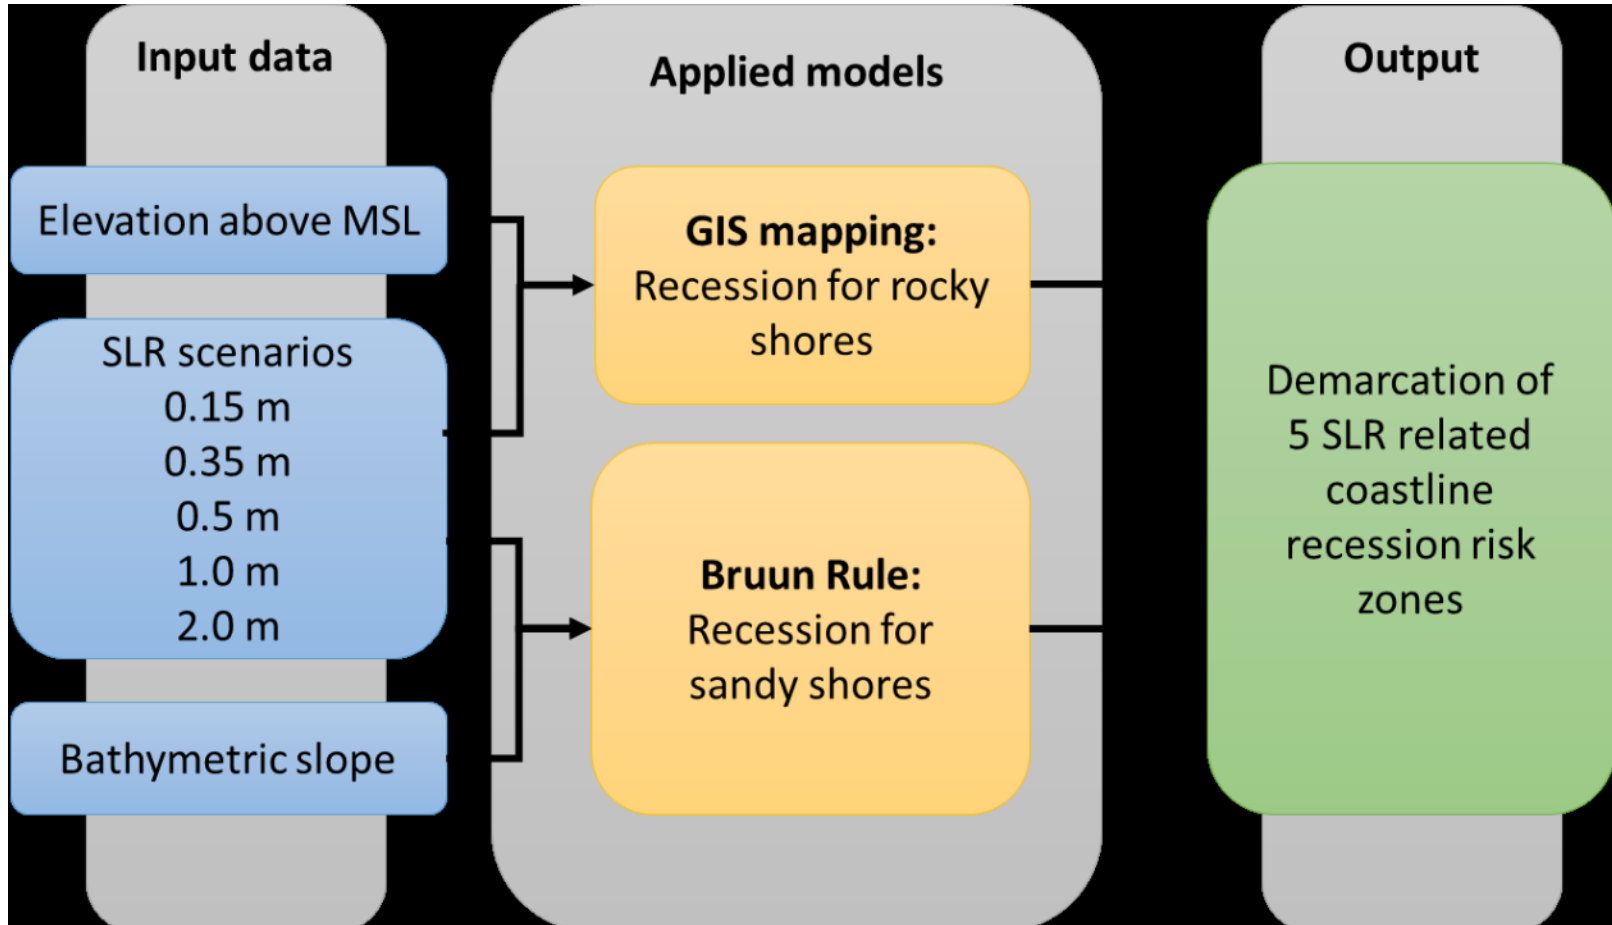 Input data
Elevation above MSL
SLR scenarios
0.15 m
0.35 m
0.5 m
1.0 m
2.0 m
Bathymetric slope
Applied models
GIS mapping:
Recession for rocky
shores
Bruun Rule:
Recession for
sandy shores
Output
Demarcation of
5 SLR related
coastline
recession risk
zones